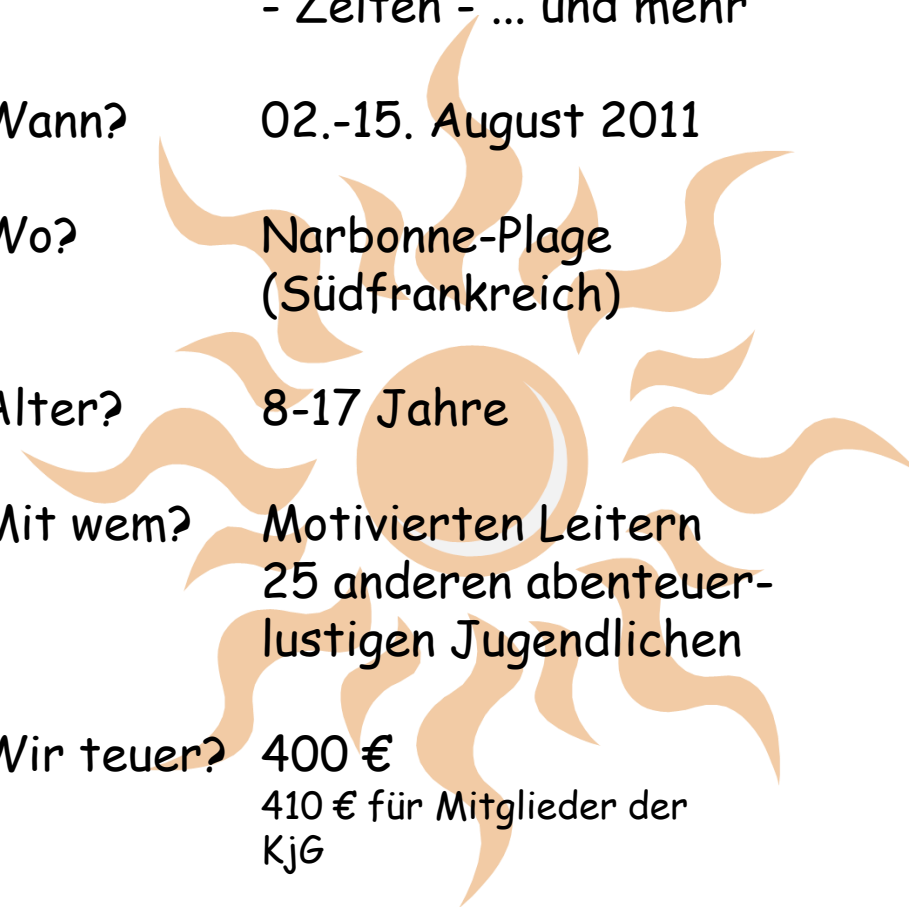 - Zelten - ... und mehr
Wann? 02.-15. August 2011
Wo? Narbonne-Plage
(Südfrankreich)
Alter? 8-17 Jahre
Mit wem? Motivierten Leitern
25 anderen abenteuer-
lustigen Jugendlichen
Wir teuer? 400 €
410 € für Mitglieder der
KjG